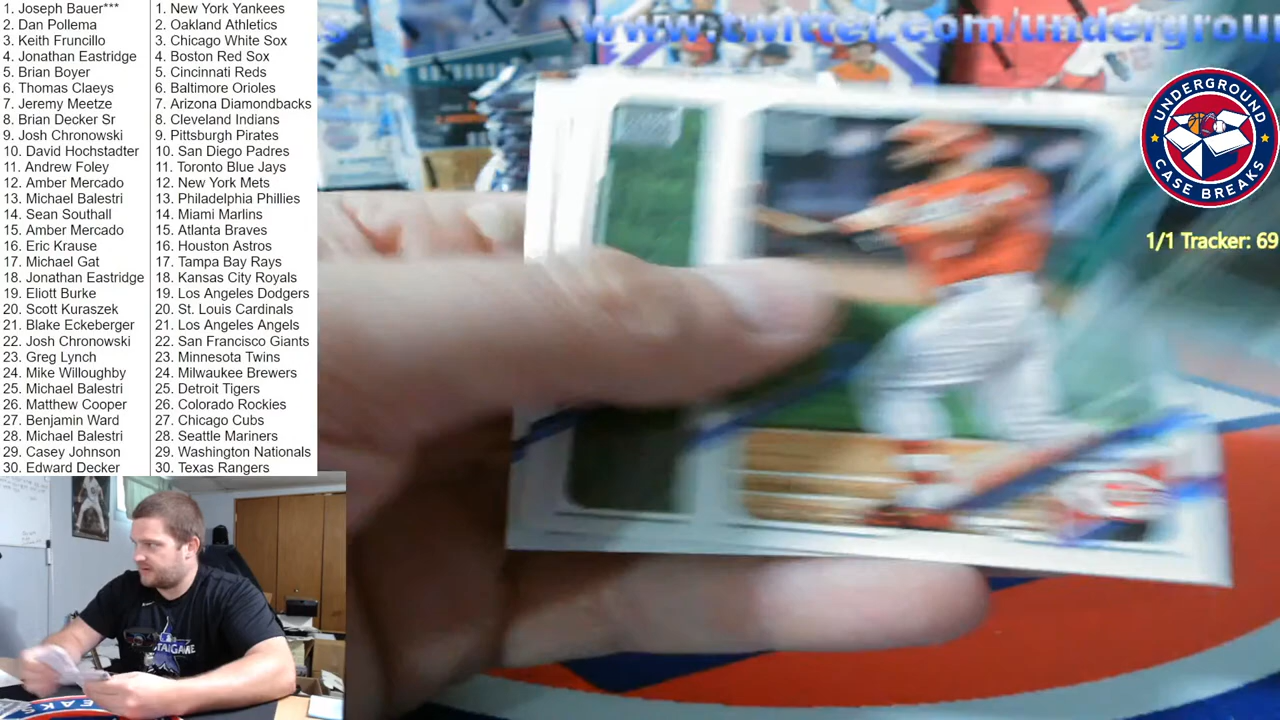 www.twitter.com/undergrou
1. Joseph Bauer***
2. Dan Pollema
3. Keith Fruncillo
4. Jonathan Eastridge
5. Brian Boyer
6. Thomas Claeys
7. Jeremy Meetze
8. Brian Decker Sr
9. Josh Chronowski
10. David Hochstadter
11. Andrew Foley
12. Amber Mercado
13. Michael Balestri
14. Sean Southall
15. Amber Mercado
16. Eric Krause
17. Michael Gat
18. Jonathan Eastridge
19. Eliott Burke
20. Scott Kuraszek
21. Blake Eckeberger
22. Josh Chronowski
23. Greg Lynch
24. Mike Willoughby
25. Michael Balestri
26. Matthew Cooper
27. Benjamin Ward
28. Michael Balestri
29. Casey Johnson
30. Edward Decker
1. New York Yankees
2. Oakland Athletics
3. Chicago White Sox
4. Boston Red Sox
5. Cincinnati Reds
6. Baltimore Orioles
7. Arizona Diamondbacks
8. Cleveland Indians
9. Pittsburgh Pirates
10. San Diego Padres
11. Toronto Blue Jays
12. New York Mets
13. Philadelphia Phillies
14. Miami Marlins
15. Atlanta Braves
16. Houston Astros
17. Tampa Bay Rays
18. Kansas City Royals
19. Los Angeles Dodgers
20. St. Louis Cardinals
21. Los Angeles Angels
22. San Francisco Giants
23. Minnesota Twins
24. Milwaukee Brewers
25. Detroit Tigers
26. Colorado Rockies
27. Chicago Cubs
28. Seattle Mariners
29. Washington Nationals
30. Texas Rangers
UNDERGROUND
CASE BREAKS
1/1 Tracker: 69